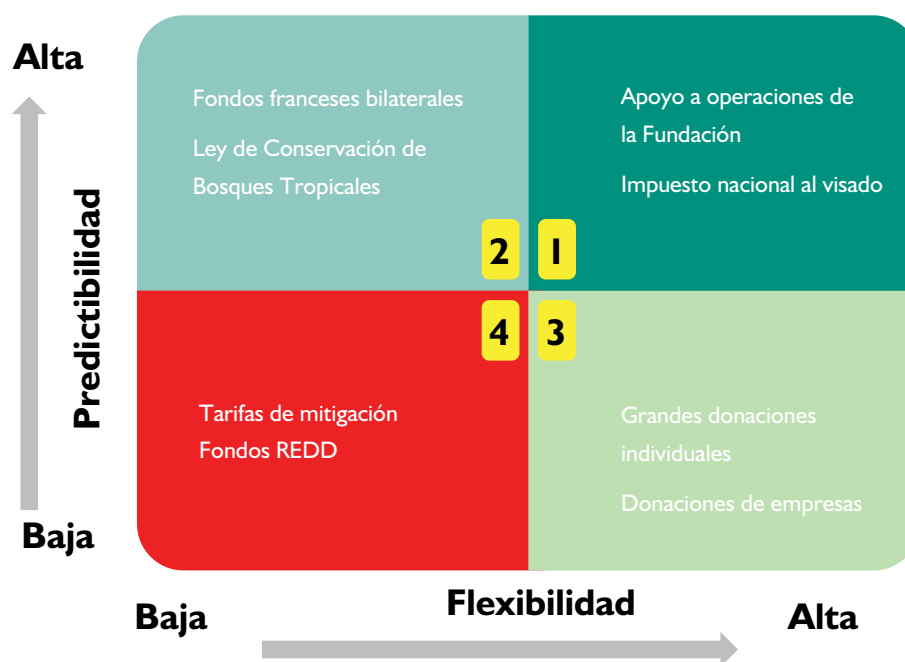 Alta
Predictibilidad
Baja
Fondos franceses bilaterales
Ley de Conservación de
Bosques Tropicales
2
Apoyo a operaciones de
la Fundación
Impuesto nacional al visado
1
4
Tarifas de mitigación
Fondos REDD
3
Grandes donaciones
individuales
Donaciones de empresas
Baja
Flexibilidad
Alta